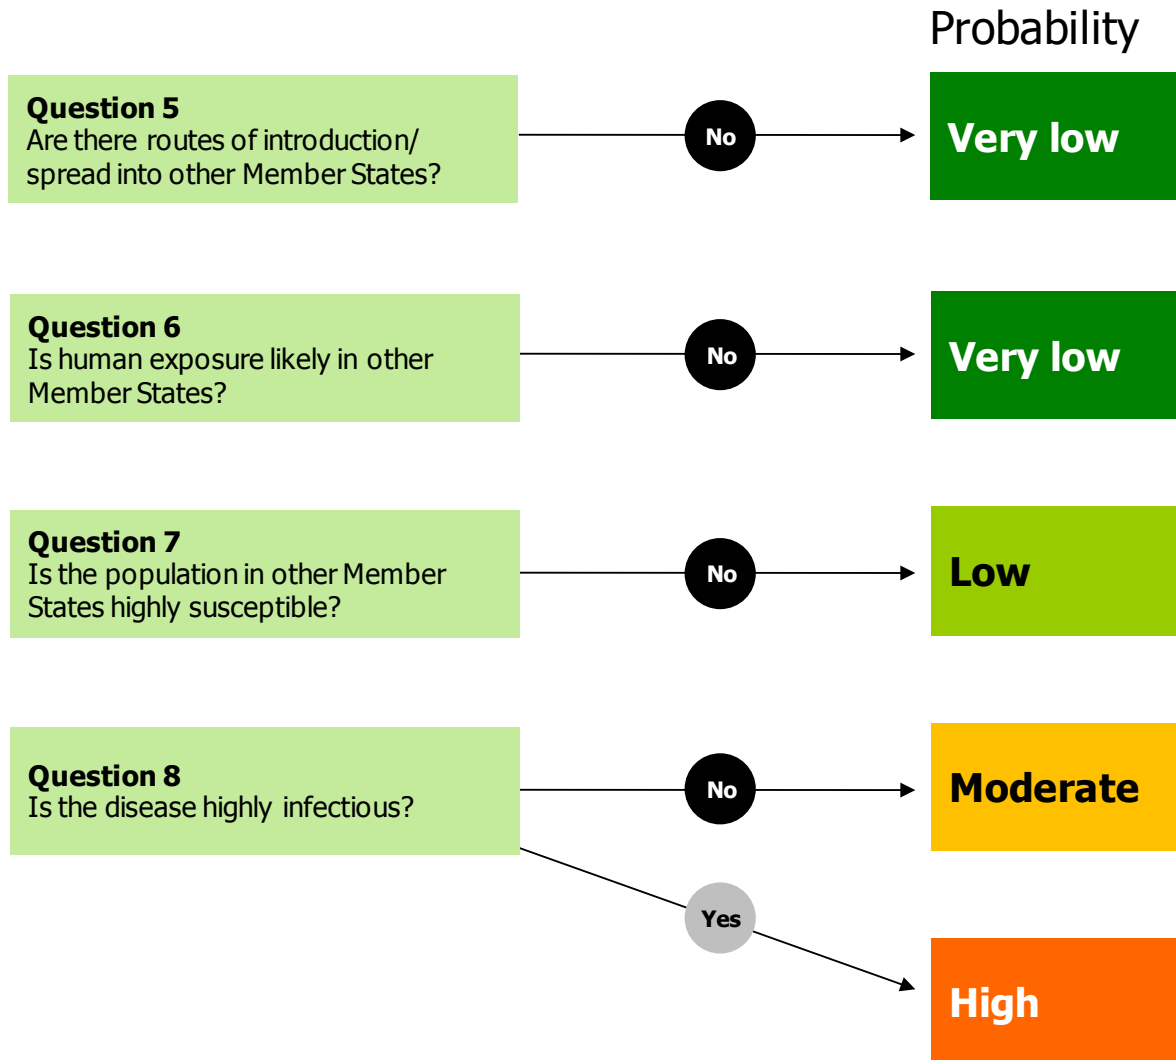 Probability
Question 5
Are there routes of introduction/
spread into other Member States?
No
Very low
Question 6
Is human exposure likely in other
Member States?
No
Very low
Question 7
Is the population in other Member
States highly susceptible?
No
Low
Question 8
Is the disease highly infectious?
No
Moderate
Yes
High